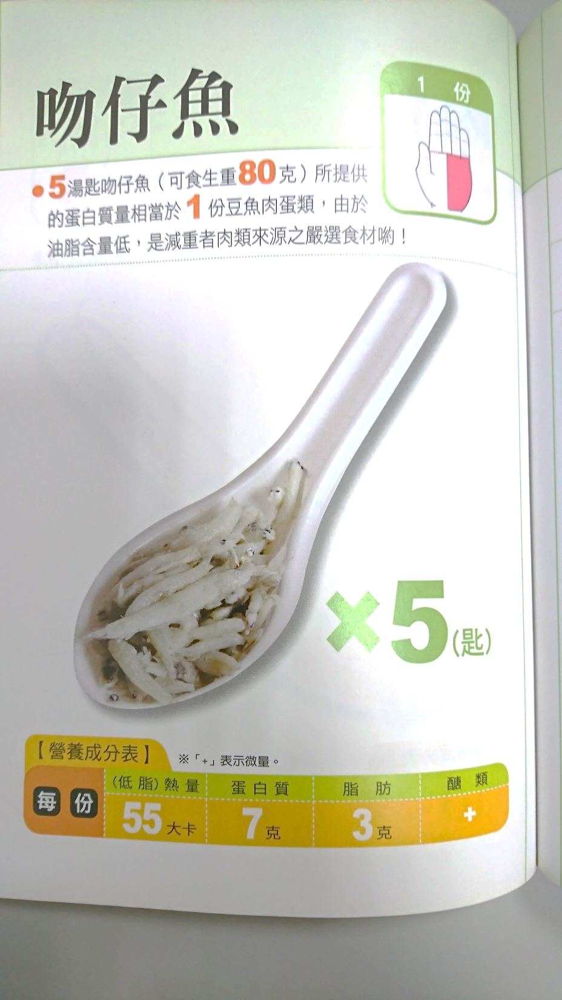 吻仔魚
1 份
●5湯匙吻仔魚（可食生重80克）所提供
的蛋白質量相當於1份豆魚肉蛋類，由於
油脂含量低，是減重者肉類來源之嚴選食材喲！
×5(匙)
【營養成分表】 ※「+」表示微量。
每份 (低脂)熱量 蛋白質 脂肪 醣類
55大卡 7克 3克 +